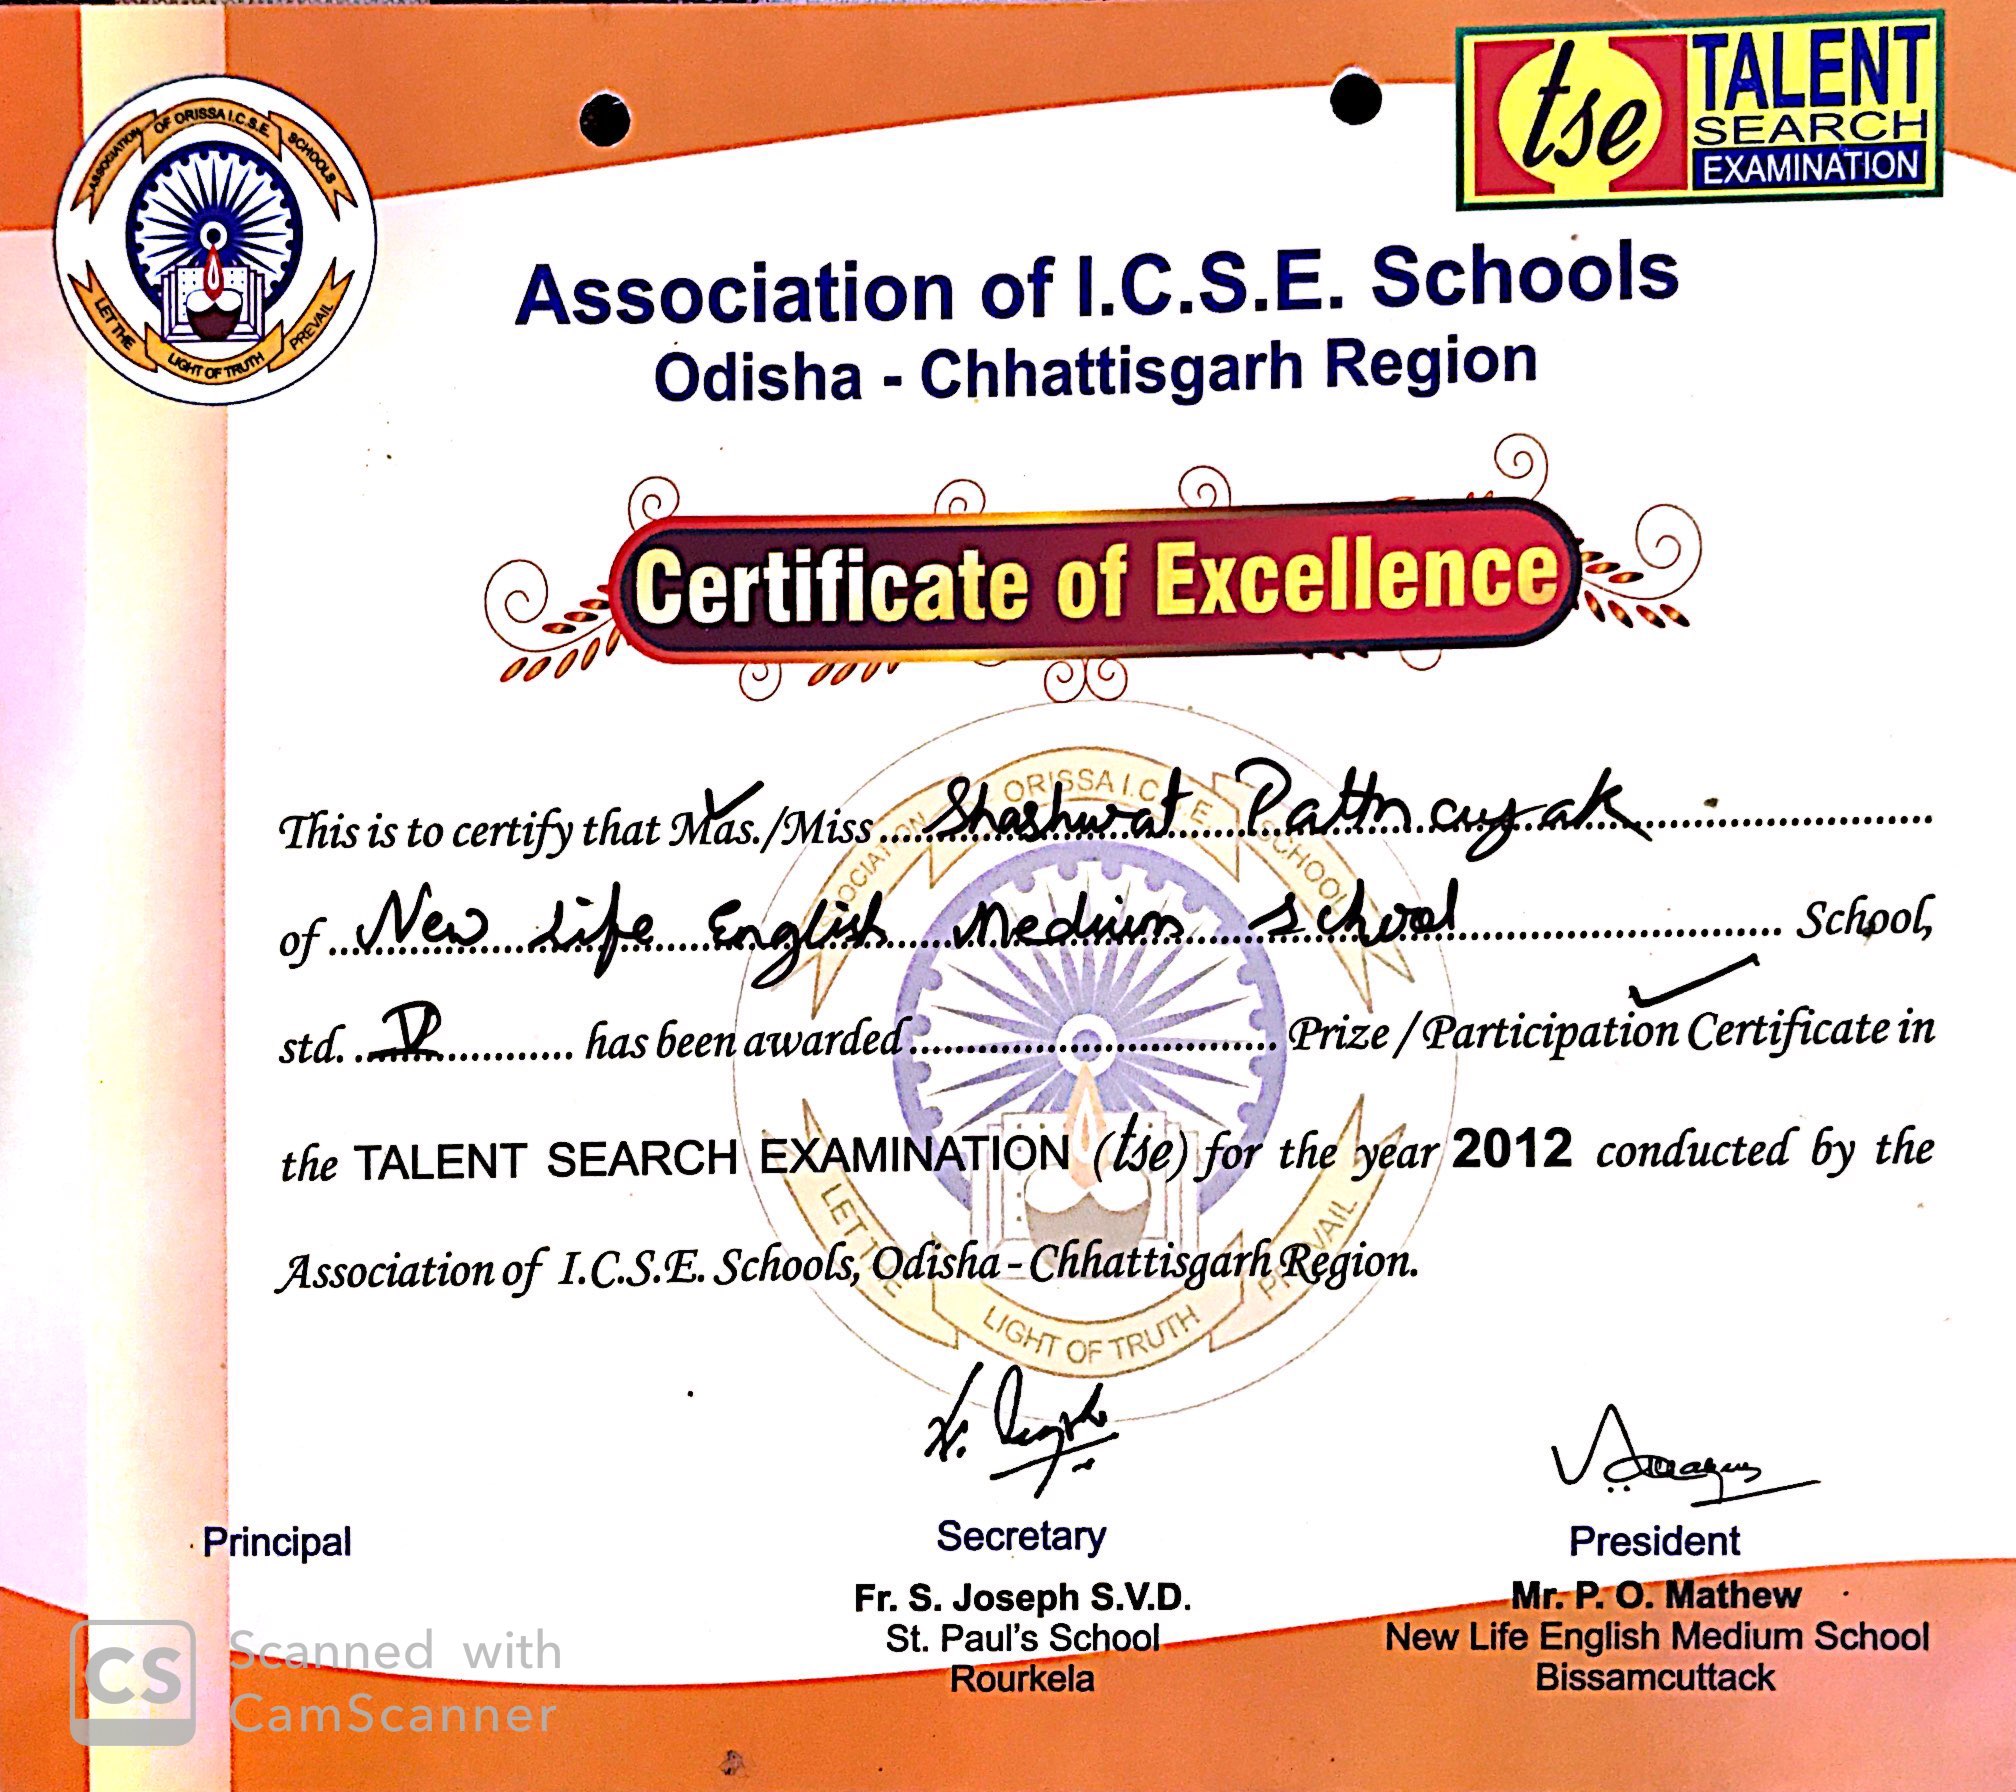 ASSOCIATION OF ORISSA I.C.S.E. SCHOOLS
LET THE LIGHT OF TRUTH PREVAIL
tse TALENT
SEARCH
EXAMINATION
Association of I.C.S.E. Schools
Odisha - Chhattisgarh Region
Certificate of Excellence
This is to certify that Mas./Miss Shashwat Pattnayak
of New Life English Medium School School,
std. V has been awarded Prize / Participation Certificate in
the TALENT SEARCH EXAMINATION (tse) for the year 2012 conducted by the
Association of I.C.S.E. Schools, Odisha - Chhattisgarh Region.
Principal
Secretary
Fr. S. Joseph S.V.D.
St. Paul's School
Rourkela
President
Mr. P. O. Mathew
New Life English Medium School
Bissamcuttack
CS Scanned with
CamScanner